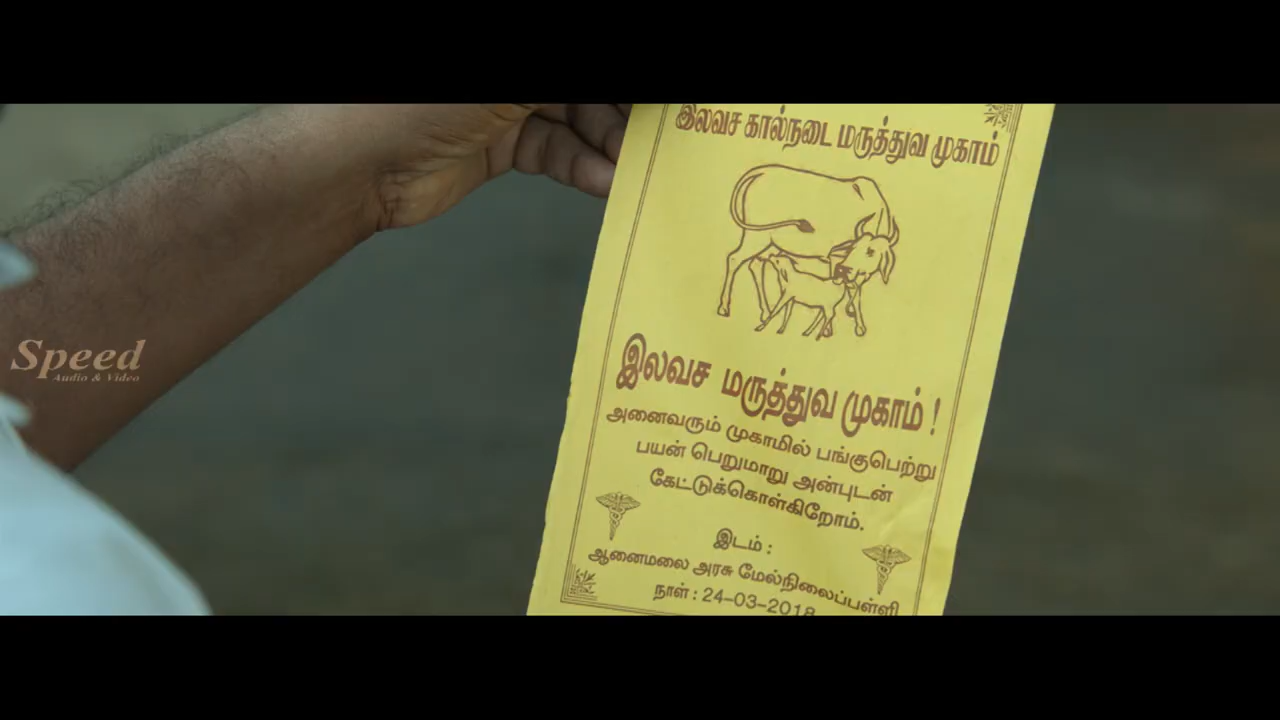 இலவச கால்நடை மருத்துவ முகாம்
இலவச மருத்துவ முகாம் !
அனைவரும் முகாமில் பங்குபெற்று
பயன் பெறுமாறு அன்புடன்
கேட்டுக்கொள்கிறோம்.
இடம் :
ஆனைமலை அரசு மேல்நிலைப்பள்ளி
நாள் : 24-03-2018
Speed
Audio & Video